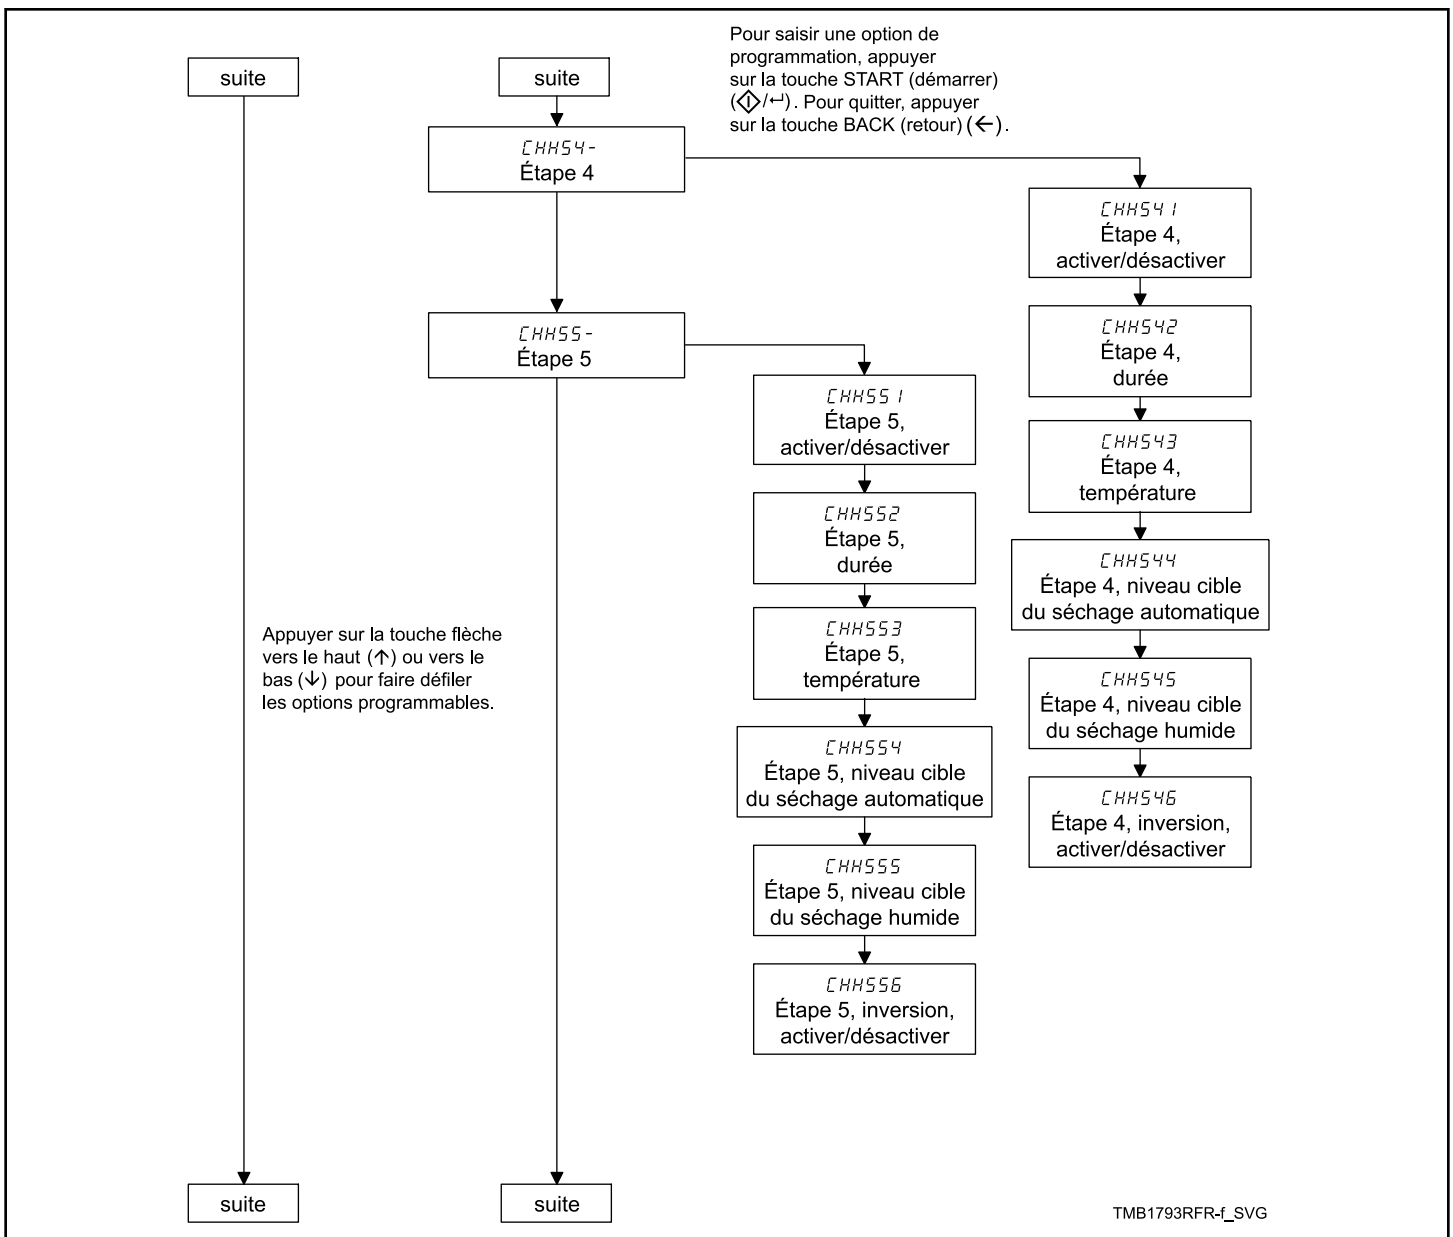 Pour saisir une option de
programmation, appuyer
sur la touche START (démarrer)
(/↵). Pour quitter, appuyer
sur la touche BACK (retour) (←).
suite
suite
CHHS4-
Étape 4
CHHS41
Étape 4,
activer/désactiver
CHHS42
Étape 4,
durée
CHHS43
Étape 4,
température
CHHS44
Étape 4, niveau cible
du séchage automatique
CHHS45
Étape 4, niveau cible
du séchage humide
CHHS46
Étape 4, inversion,
activer/désactiver
CHHS5-
Étape 5
CHHS51
Étape 5,
activer/désactiver
CHHS52
Étape 5,
durée
CHHS53
Étape 5,
température
CHHS54
Étape 5, niveau cible
du séchage automatique
CHHS55
Étape 5, niveau cible
du séchage humide
CHHS56
Étape 5, inversion,
activer/désactiver
Appuyer sur la touche flèche
vers le haut (↑) ou vers le
bas (↓) pour faire défiler
les options programmables.
suite
suite
TMB1793RFR-f_SVG